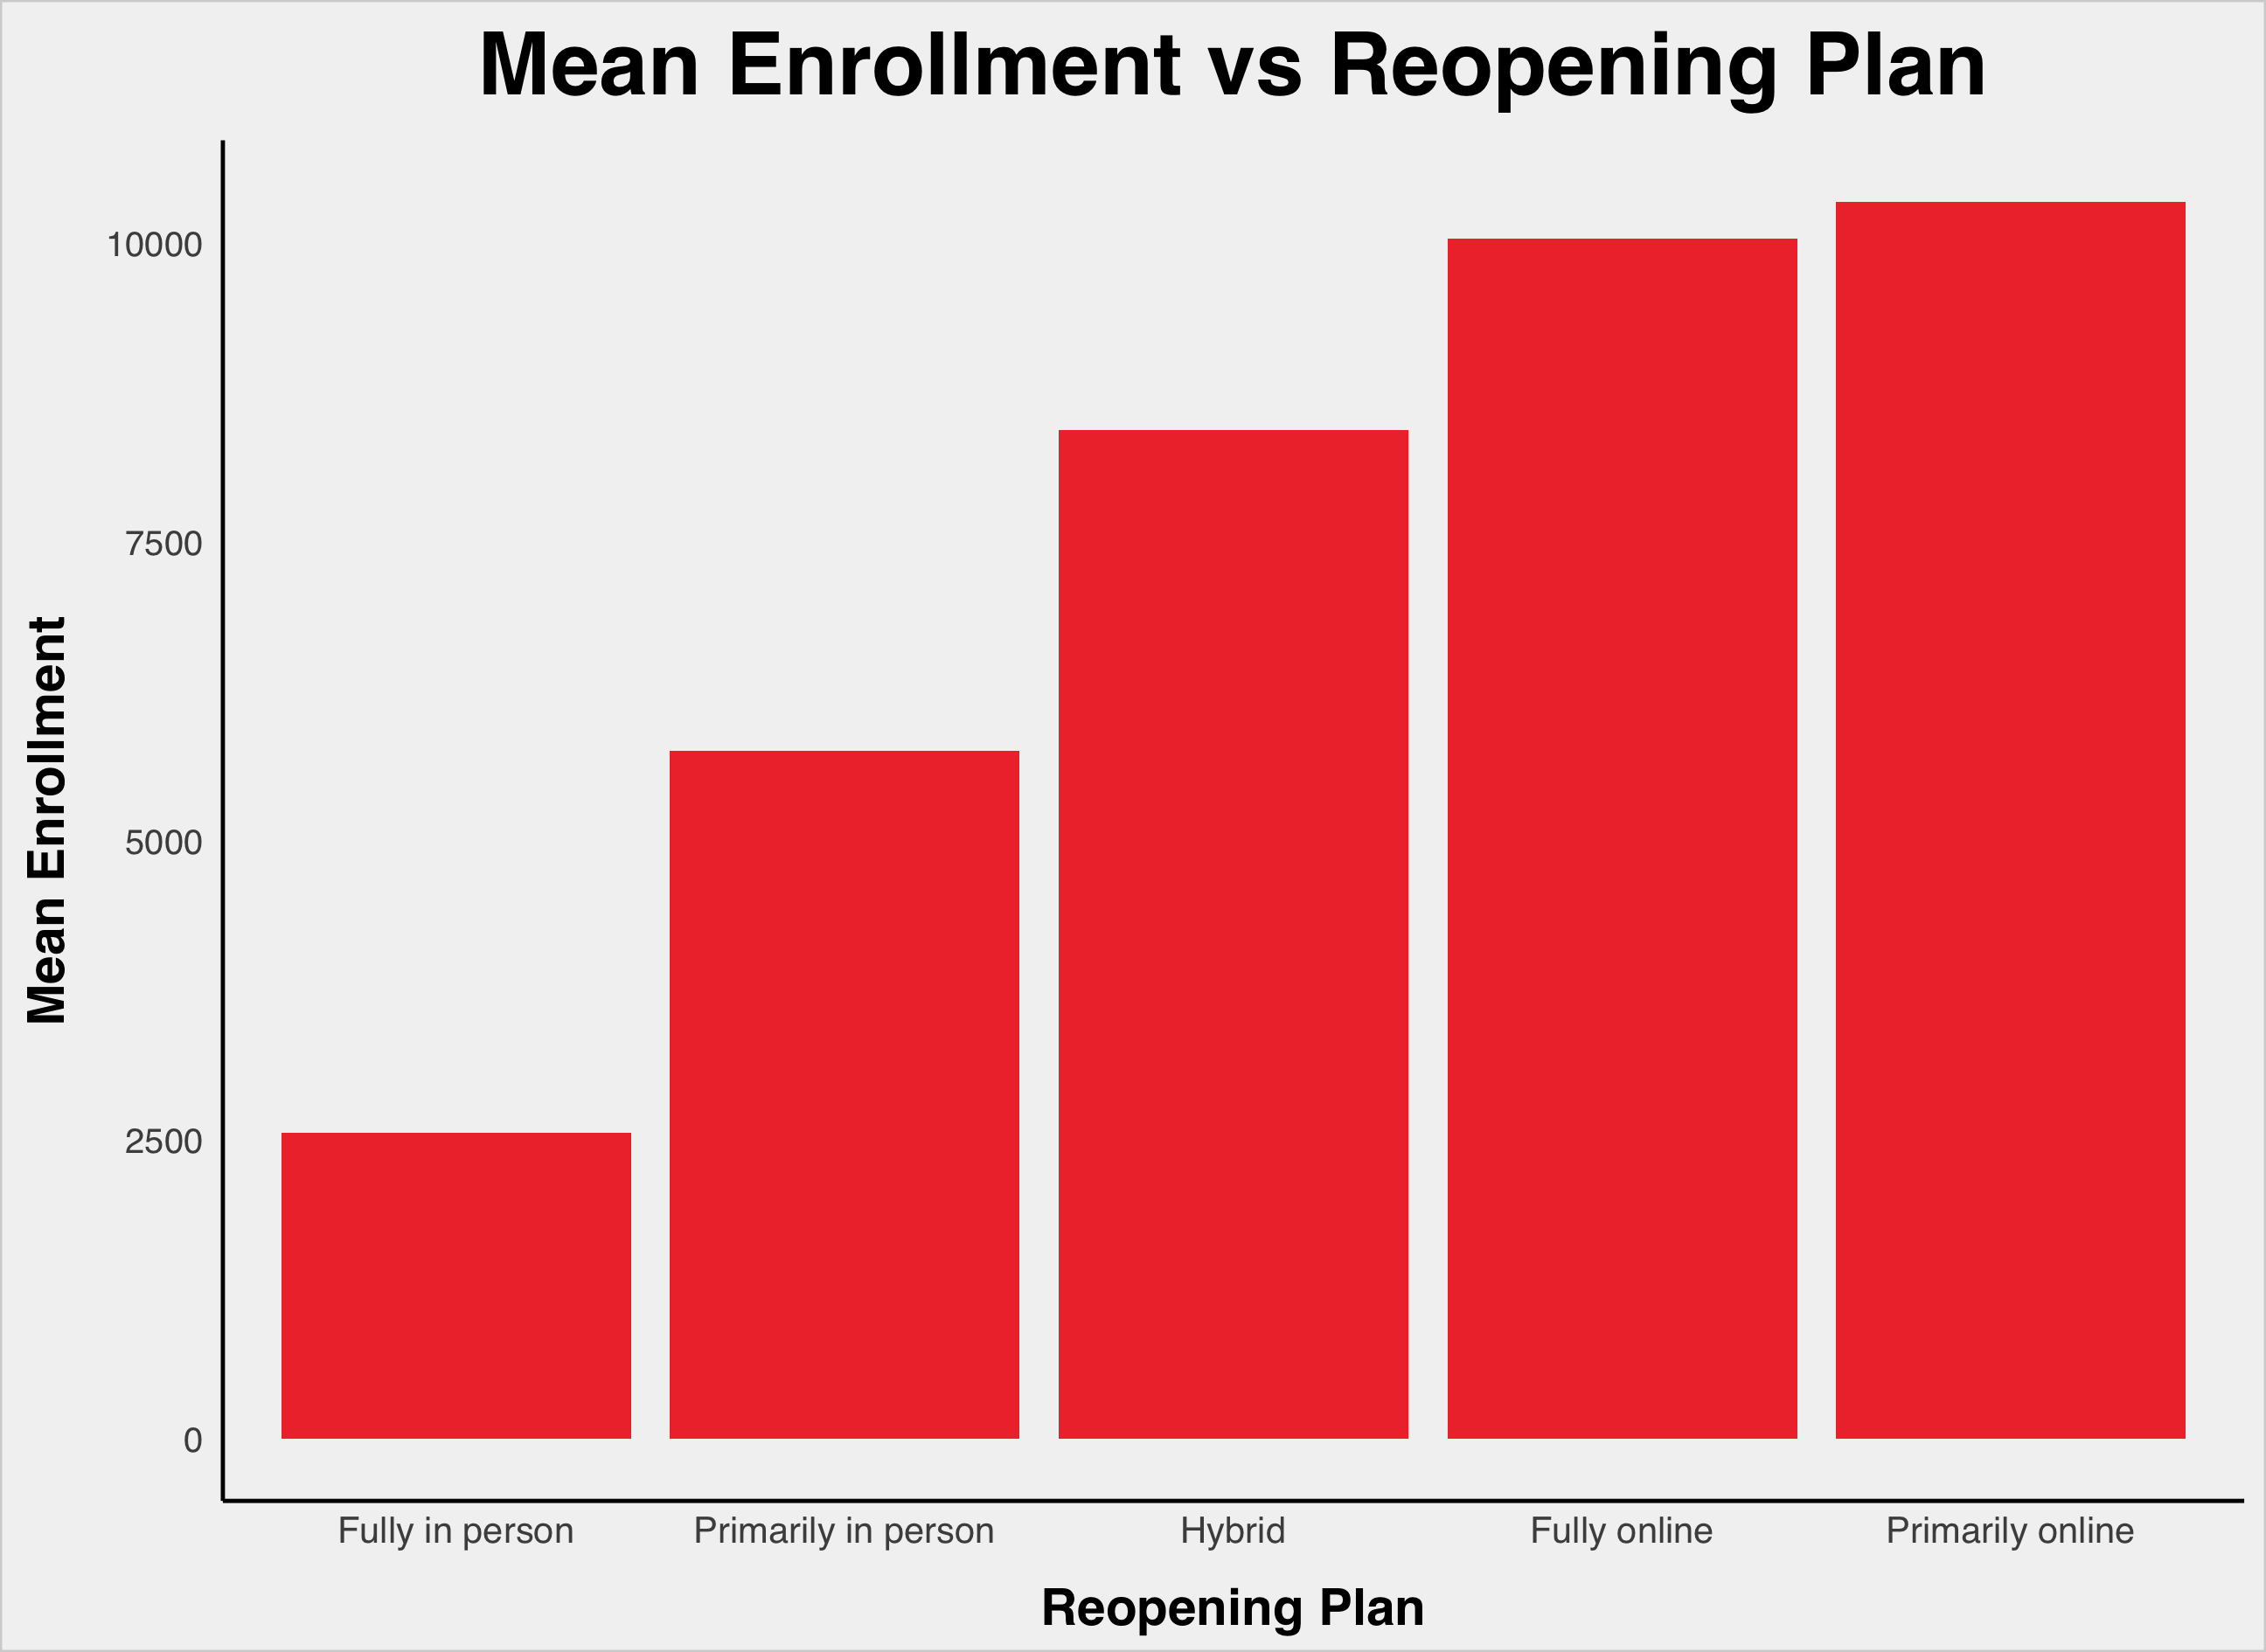 Mean Enrollment vs Reopening Plan
Mean Enrollment
10000
7500
5000
2500
0
Fully in person
Primarily in person
Hybrid
Fully online
Primarily online
Reopening Plan